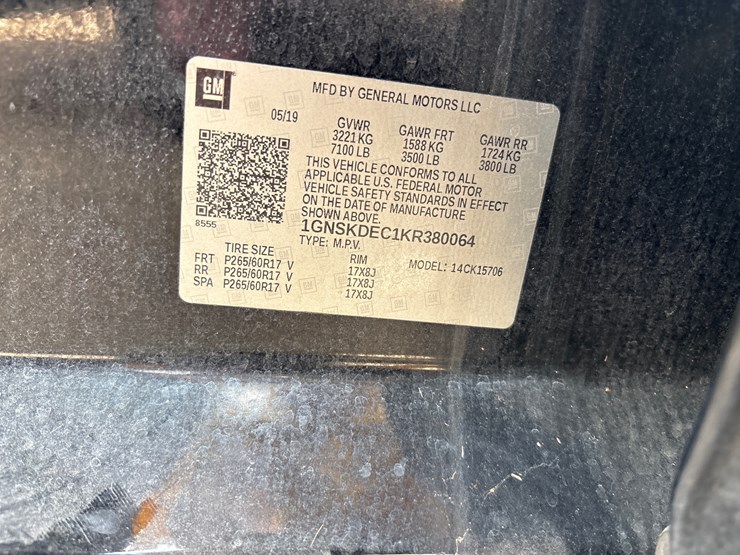 GM
MFD BY GENERAL MOTORS LLC
05/19
GVWR GAWR FRT GAWR RR
3221 KG 1588 KG 1724 KG
7100 LB 3500 LB 3800 LB
THIS VEHICLE CONFORMS TO ALL
APPLICABLE U.S. FEDERAL MOTOR
VEHICLE SAFETY STANDARDS IN EFFECT
ON THE DATE OF MANUFACTURE
SHOWN ABOVE.
8555
1GNSKDEC1KR380064
TYPE: M.P.V.
TIRE SIZE RIM MODEL: 14CK15706
FRT P265/60R17 V 17X8J
RR P265/60R17 V 17X8J
SPA P265/60R17 V 17X8J